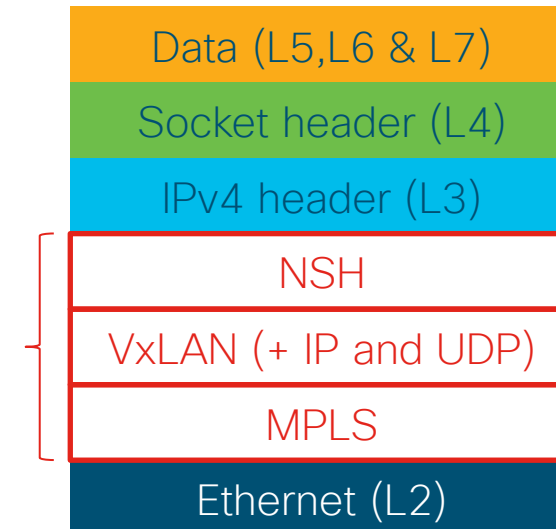 Data (L5,L6 & L7)
Socket header (L4)
IPv4 header (L3)
NSH
VxLAN (+ IP and UDP)
MPLS
Ethernet (L2)